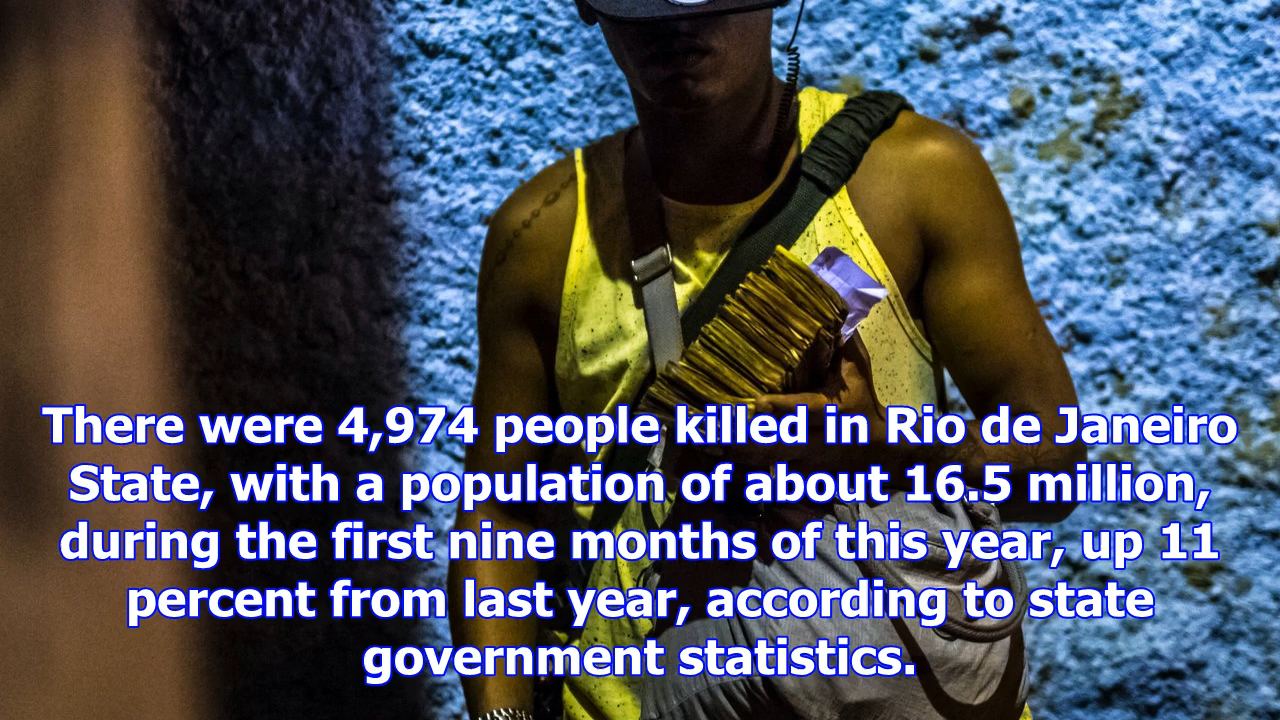 There were 4,974 people killed in Rio de Janeiro
State, with a population of about 16.5 million,
during the first nine months of this year, up 11
percent from last year, according to state
government statistics.